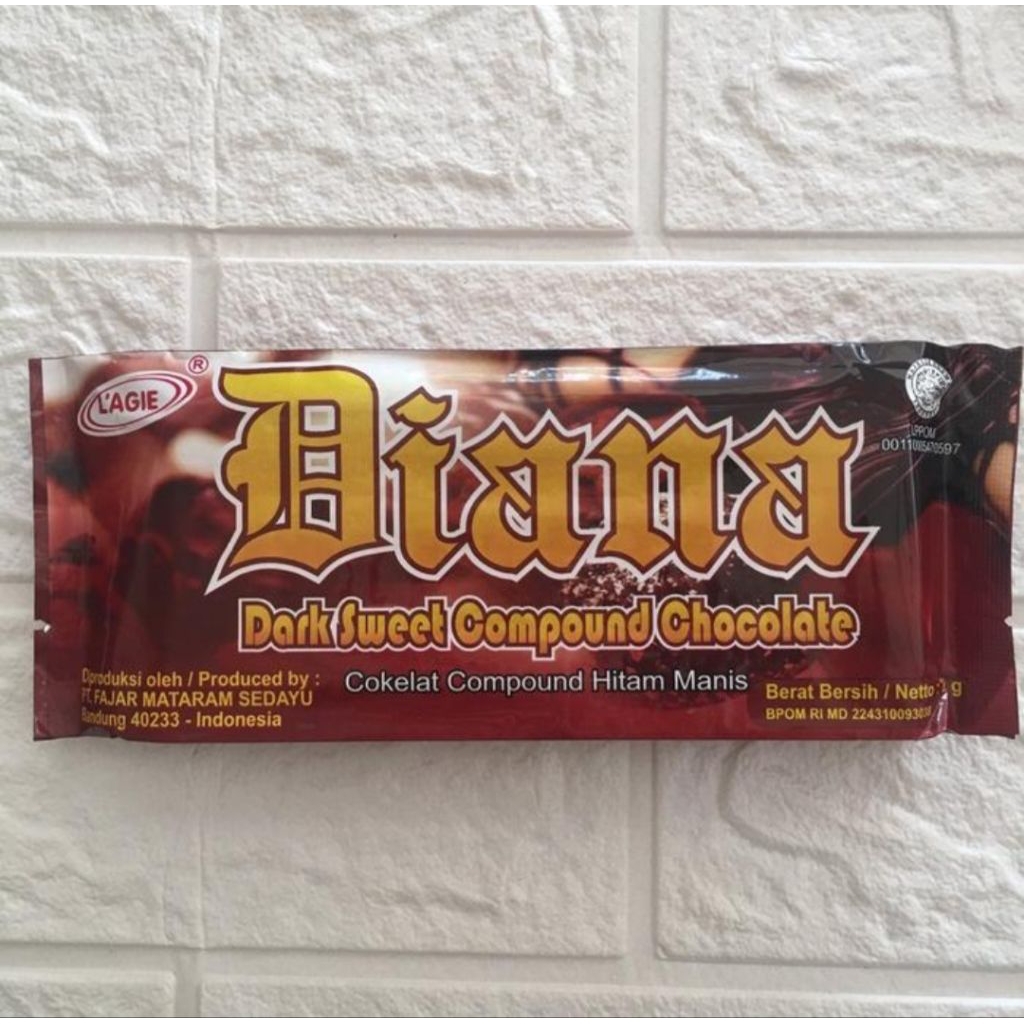 L'AGIE ®
Diana
LPPOM
Dark Sweet Compound Chocolate
Cokelat Compound Hitam Manis
Diproduksi oleh / Produced by :
PT. FAJAR MATARAM SEDAYU
Bandung 40233 - Indonesia
Berat Bersih / Netto g
BPOM RI MD